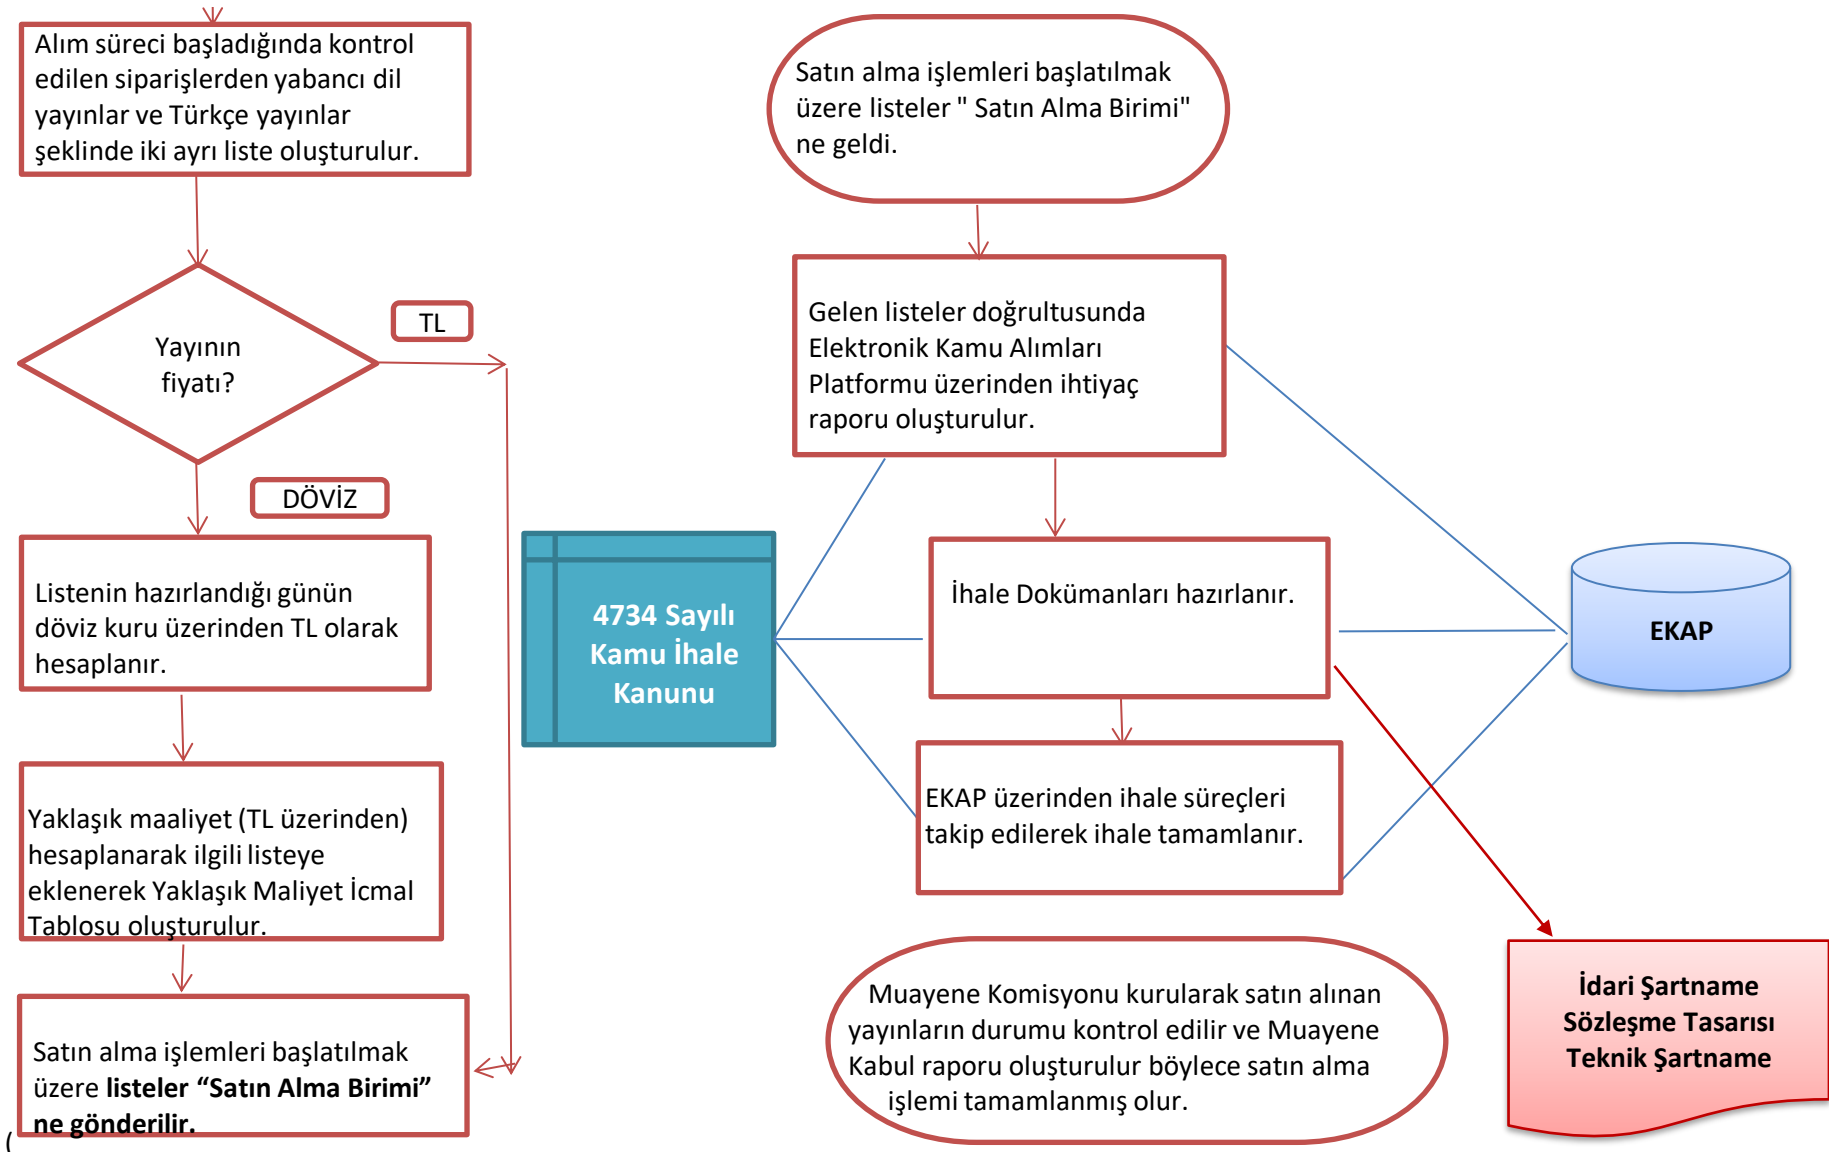 Alım süreci başladığında kontrol
edilen siparişlerden yabancı dil
yayınlar ve Türkçe yayınlar
şeklinde iki ayrı liste oluşturulur.
Yayının
fiyatı?
TL
DÖVİZ
Listenin hazırlandığı günün
döviz kuru üzerinden TL olarak
hesaplanır.
Yaklaşık maaliyet (TL üzerinden)
hesaplanarak ilgili listeye
eklenerek Yaklaşık Maliyet İcmal
Tablosu oluşturulur.
Satın alma işlemleri başlatılmak
üzere listeler “Satın Alma Birimi”
ne gönderilir.
(
Satın alma işlemleri başlatılmak
üzere listeler " Satın Alma Birimi"
ne geldi.
Gelen listeler doğrultusunda
Elektronik Kamu Alımları
Platformu üzerinden ihtiyaç
raporu oluşturulur.
4734 Sayılı
Kamu İhale
Kanunu
İhale Dokümanları hazırlanır.
EKAP
EKAP üzerinden ihale süreçleri
takip edilerek ihale tamamlanır.
Muayene Komisyonu kurularak satın alınan
yayınların durumu kontrol edilir ve Muayene
Kabul raporu oluşturulur böylece satın alma
işlemi tamamlanmış olur.
İdari Şartname
Sözleşme Tasarısı
Teknik Şartname